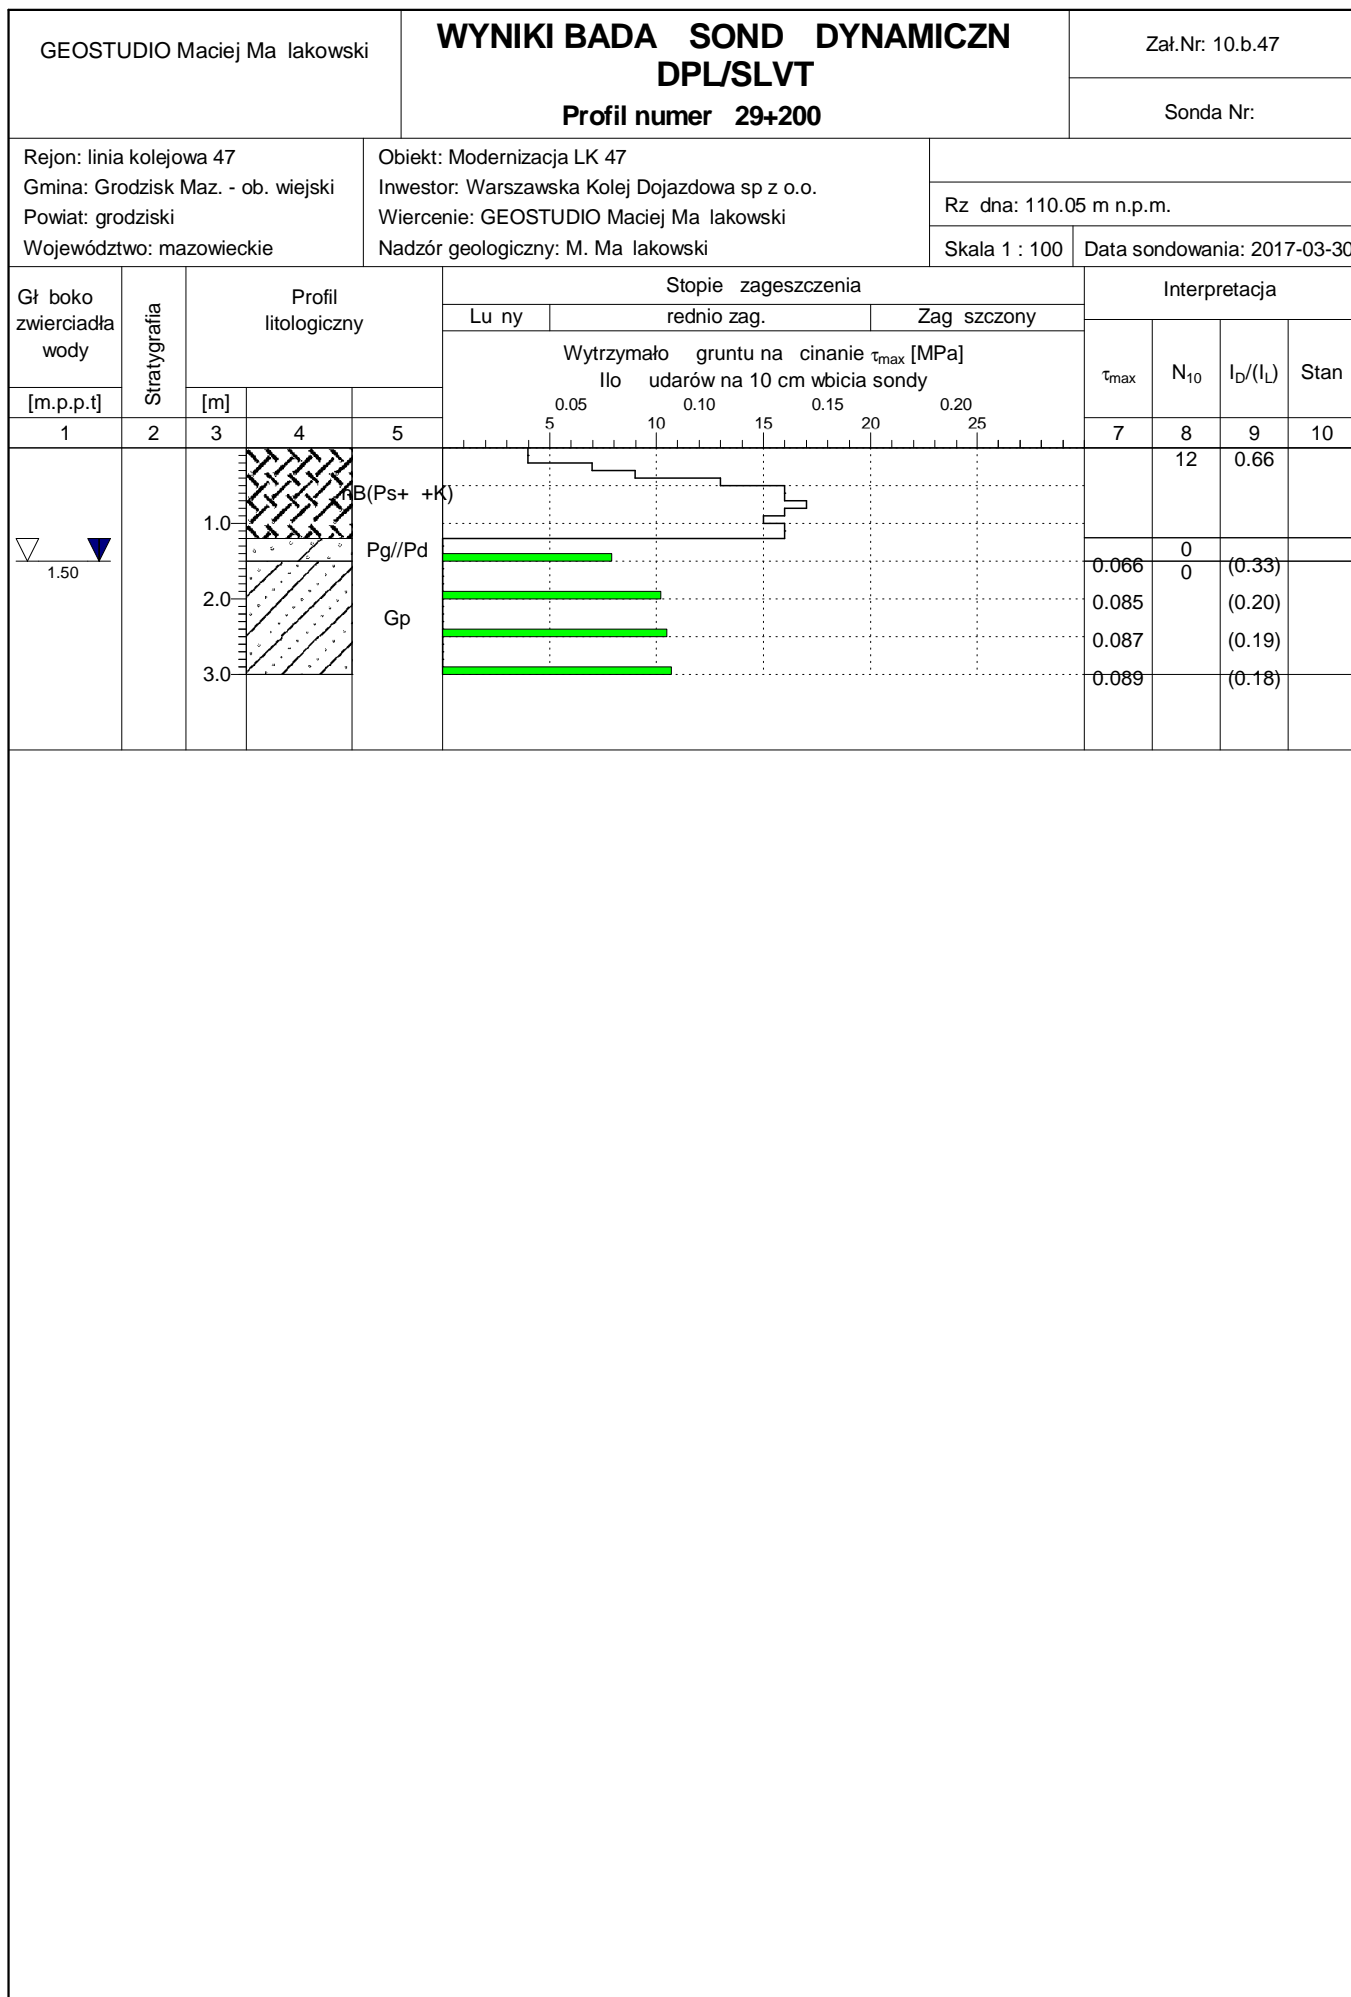 GEOSTUDIO Maciej Ma lakowski
WYNIKI BADA SOND DYNAMICZN
DPL/SLVT
Profil numer 29+200
Zał.Nr: 10.b.47
Sonda Nr:
Rejon: linia kolejowa 47
Gmina: Grodzisk Maz. - ob. wiejski
Powiat: grodziski
Województwo: mazowieckie
Obiekt: Modernizacja LK 47
Inwestor: Warszawska Kolej Dojazdowa sp z o.o.
Wiercenie: GEOSTUDIO Maciej Ma lakowski
Nadzór geologiczny: M. Ma lakowski
Rz dna: 110.05 m n.p.m.
Skala 1 : 100
Data sondowania: 2017-03-30
Gł boko
zwierciadła
wody
[m.p.p.t]
Stratygrafia
Profil
litologiczny
[m]
Stopie zageszczenia
Lu ny
rednio zag.
Zag szczony
Wytrzymało gruntu na cinanie τmax [MPa]
Ilo udarów na 10 cm wbicia sondy
0.05 0.10 0.15 0.20
5 10 15 20 25
Interpretacja
τmax
N10
ID/(IL)
Stan
1 2 3 4 5 7 8 9 10
12 0.66
nB(Ps+ +K)
1.0
Pg//Pd
0
1.50
0.066 0 (0.33)
2.0
0.085 (0.20)
Gp
0.087 (0.19)
3.0
0.089 (0.18)